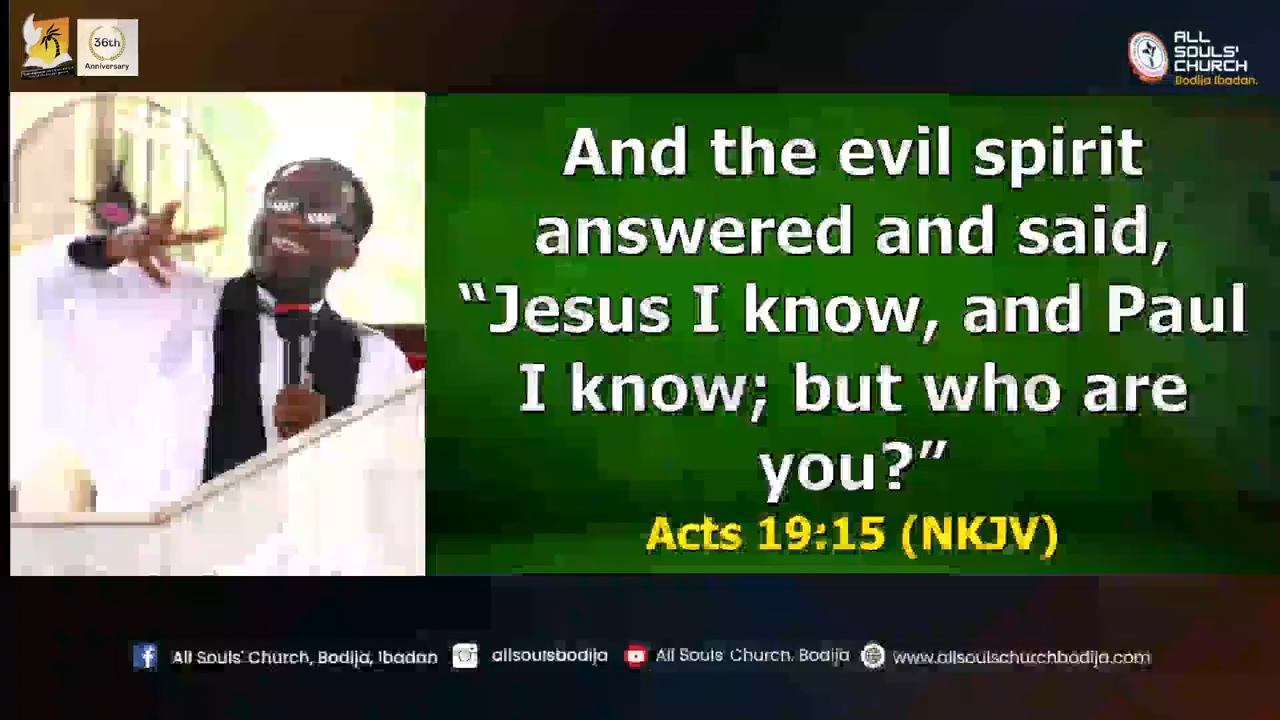 36th
Anniversary
ALL
SOULS'
CHURCH
Bodija Ibadan.
And the evil spirit
answered and said,
“Jesus I know, and Paul
I know; but who are
you?”
Acts 19:15 (NKJV)
All Souls' Church, Bodija, Ibadan
allsoulsbodija
All Souls' Church, Bodija
www.allsoulschurchbodija.com